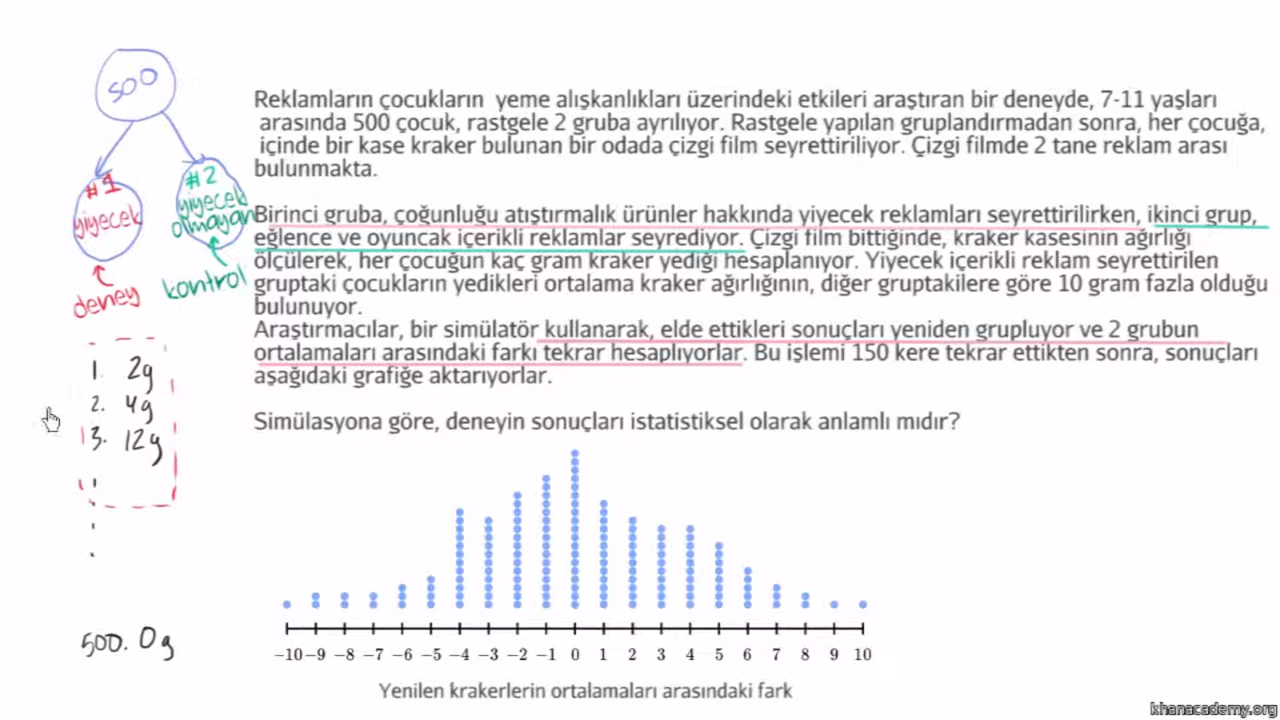 500
#1
yiyecek
deney
#2
yiyecek
olmayan
kontrol
Reklamların çocukların yeme alışkanlıkları üzerindeki etkileri araştıran bir deneyde, 7-11 yaşları
arasında 500 çocuk, rastgele 2 gruba ayrılıyor. Rastgele yapılan gruplandırmadan sonra, her çocuğa,
içinde bir kase kraker bulunan bir odada çizgi film seyrettiriliyor. Çizgi filmde 2 tane reklam arası
bulunmakta.
Birinci gruba, çoğunluğu atıştırmalık ürünler hakkında yiyecek reklamları seyrettirilirken, ikinci grup,
eğlence ve oyuncak içerikli reklamlar seyrediyor. Çizgi film bittiğinde, kraker kasesinin ağırlığı
ölçülerek, her çocuğun kaç gram kraker yediği hesaplanıyor. Yiyecek içerikli reklam seyrettirilen
gruptaki çocukların yedikleri ortalama kraker ağırlığının, diğer gruptakilere göre 10 gram fazla olduğu
bulunuyor.
Araştırmacılar, bir simülatör kullanarak, elde ettikleri sonuçları yeniden grupluyor ve 2 grubun
ortalamaları arasındaki farkı tekrar hesaplıyorlar. Bu işlemi 150 kere tekrar ettikten sonra, sonuçları
aşağıdaki grafiğe aktarıyorlar.
Simülasyona göre, deneyin sonuçları istatistiksel olarak anlamlı mıdır?
1. 2g
2. 4g
3. 12g
500. 0g
−10 −9 −8 −7 −6 −5 −4 −3 −2 −1 0 1 2 3 4 5 6 7 8 9 10
Yenilen krakerlerin ortalamaları arasındaki fark
khanacademy.org